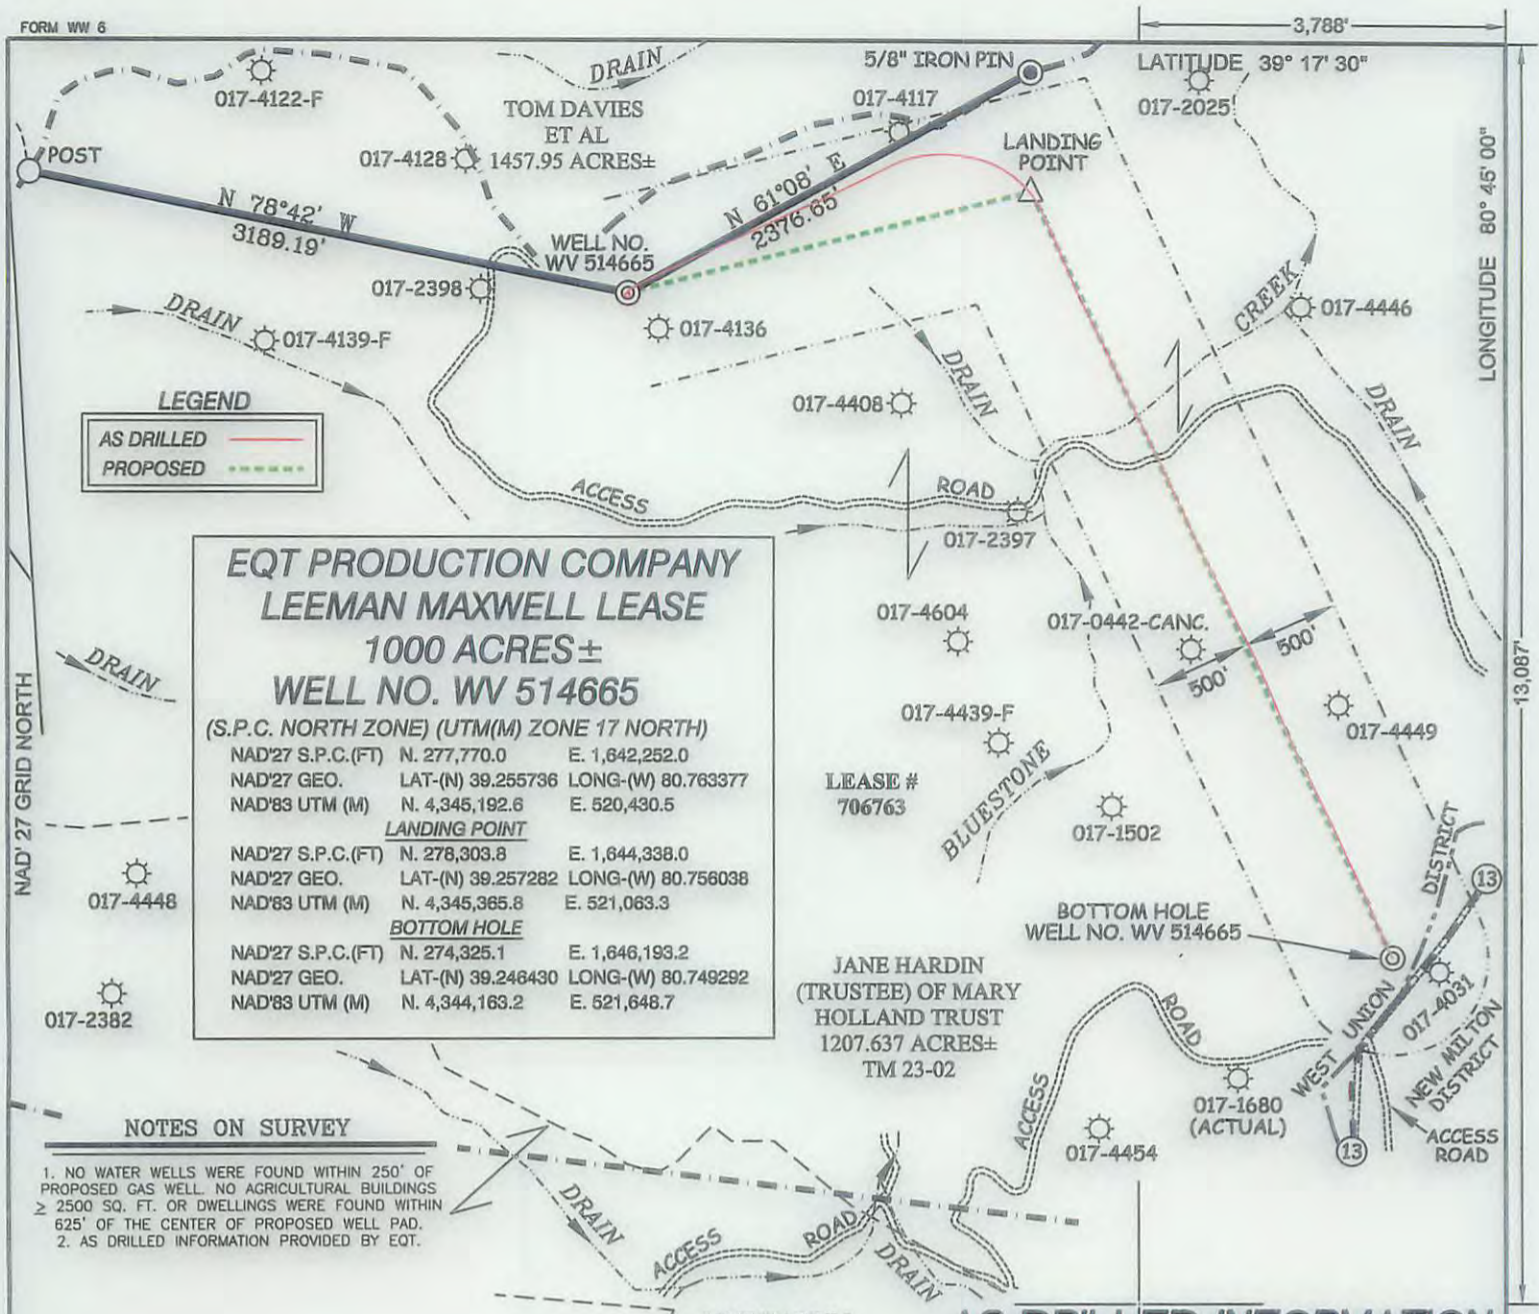 FORM WW 6
3,788'
5/8" IRON PIN
LATITUDE 39° 17' 30"
DRAIN
017-4122-F
TOM DAVIES
ET AL
1457.95 ACRES±
017-4117
017-2025
POST
017-4128
LANDING
POINT
LONGITUDE 80° 45' 00"
N 78°42' W
3189.19'
N 61°08' E
2376.65'
WELL NO.
WV 514665
017-2398
DRAIN
017-4139-F
017-4136
CREEK
017-4446
DRAIN
DRAIN
017-4408
LEGEND
AS DRILLED
PROPOSED
ACCESS
ROAD
017-2397
EQT PRODUCTION COMPANY
LEEMAN MAXWELL LEASE
1000 ACRES±
WELL NO. WV 514665
(S.P.C. NORTH ZONE) (UTM(M) ZONE 17 NORTH)
NAD'27 S.P.C.(FT) N. 277,770.0 E. 1,642,252.0
NAD'27 GEO. LAT-(N) 39.255736 LONG-(W) 80.763377
NAD'83 UTM (M) N. 4,345,192.6 E. 520,430.5
LANDING POINT
NAD'27 S.P.C.(FT) N. 278,303.8 E. 1,644,338.0
NAD'27 GEO. LAT-(N) 39.257282 LONG-(W) 80.756038
NAD'83 UTM (M) N. 4,345,365.8 E. 521,063.3
BOTTOM HOLE
NAD'27 S.P.C.(FT) N. 274,325.1 E. 1,646,193.2
NAD'27 GEO. LAT-(N) 39.246430 LONG-(W) 80.749292
NAD'83 UTM (M) N. 4,344,163.2 E. 521,648.7
017-4604
017-0442-CANC.
500'
500'
DRAIN
13,087'
NAD' 27 GRID NORTH
017-4439-F
017-4449
LEASE #
706763
BLUESTONE
017-1502
DISTRICT
13
017-4448
BOTTOM HOLE
WELL NO. WV 514665
017-2382
JANE HARDIN
(TRUSTEE) OF MARY
HOLLAND TRUST
1207.637 ACRES±
TM 23-02
ROAD
WEST UNION
017-4031
NEW MILTON
DISTRICT
ACCESS
017-1680
(ACTUAL)
017-4454
13
ACCESS
ROAD
NOTES ON SURVEY
1. NO WATER WELLS WERE FOUND WITHIN 250' OF
PROPOSED GAS WELL. NO AGRICULTURAL BUILDINGS
≥ 2500 SQ. FT. OR DWELLINGS WERE FOUND WITHIN
625' OF THE CENTER OF PROPOSED WELL PAD.
2. AS DRILLED INFORMATION PROVIDED BY EQT.
DRAIN
ACCESS
ROAD
DRAIN